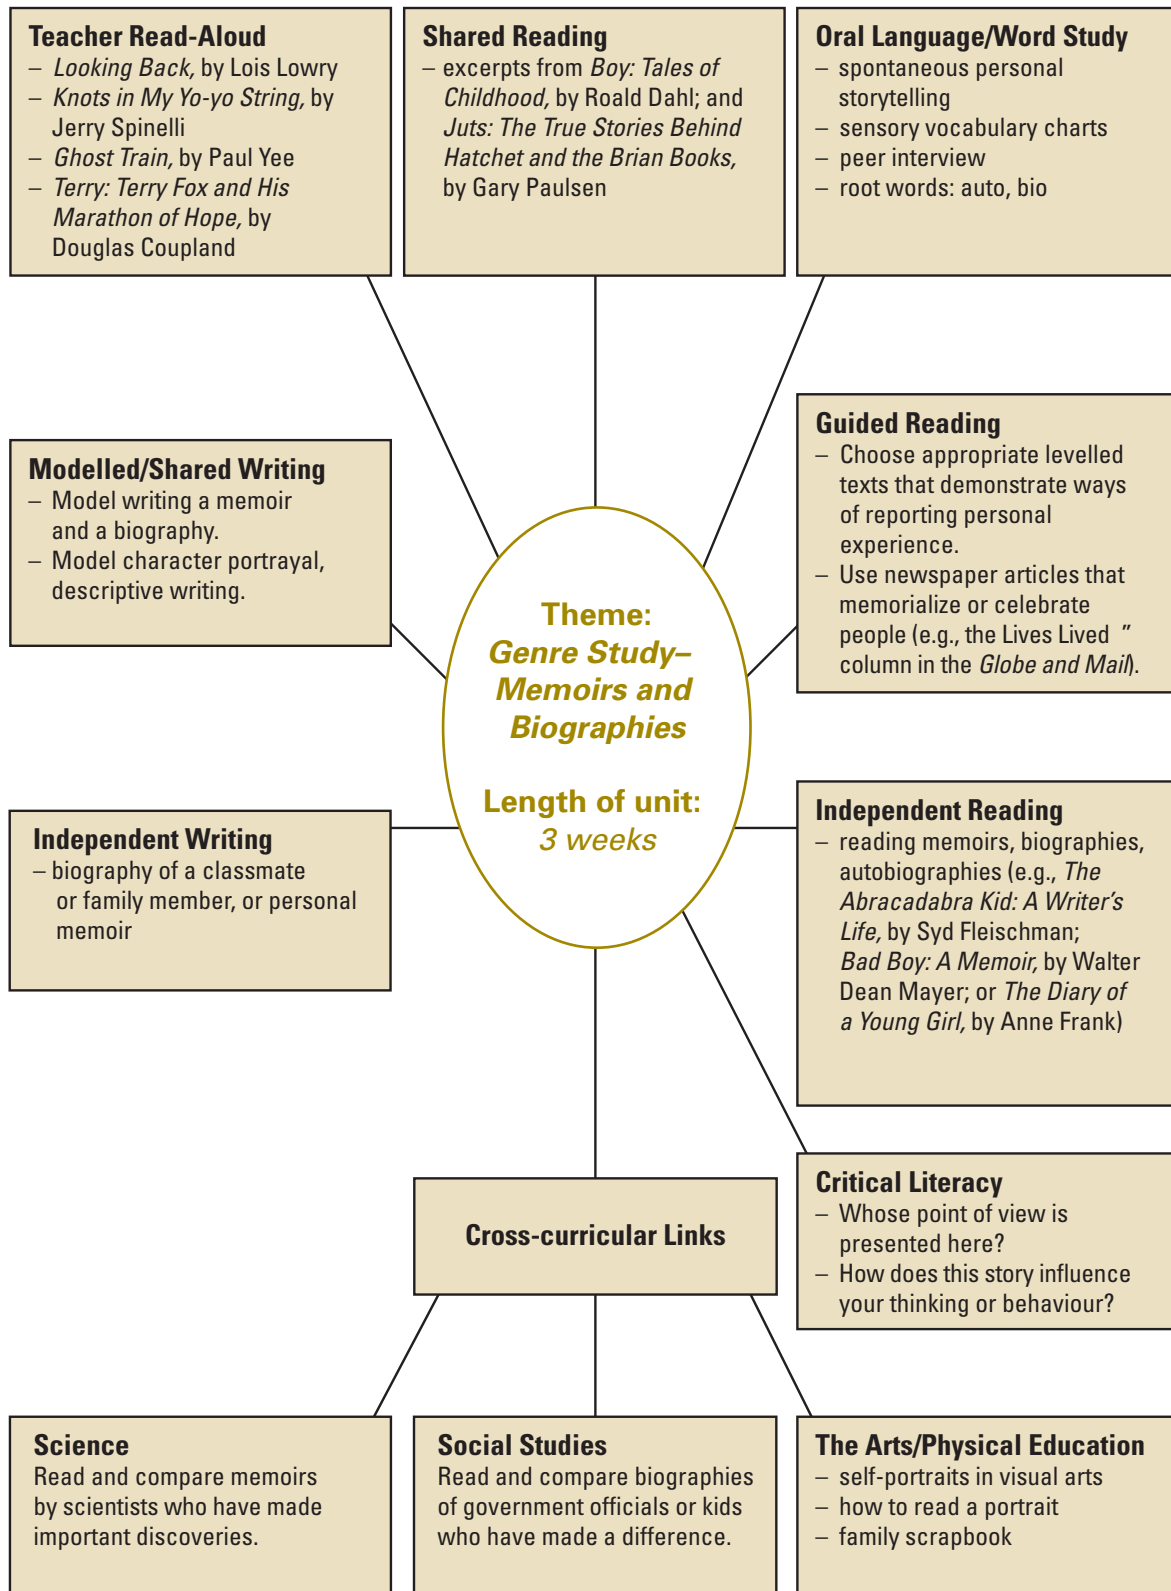 Teacher Read-Aloud
– Looking Back, by Lois Lowry
– Knots in My Yo-yo String, by
Jerry Spinelli
– Ghost Train, by Paul Yee
– Terry: Terry Fox and His
Marathon of Hope, by
Douglas Coupland
Shared Reading
– excerpts from Boy: Tales of
Childhood, by Roald Dahl; and
Juts: The True Stories Behind
Hatchet and the Brian Books,
by Gary Paulsen
Oral Language/Word Study
– spontaneous personal
storytelling
– sensory vocabulary charts
– peer interview
– root words: auto, bio
Modelled/Shared Writing
– Model writing a memoir
and a biography.
– Model character portrayal,
descriptive writing.
Guided Reading
– Choose appropriate levelled
texts that demonstrate ways
of reporting personal
experience.
– Use newspaper articles that
memorialize or celebrate
people (e.g., the Lives Lived ”
column in the Globe and Mail).
Theme:
Genre Study–
Memoirs and
Biographies
Length of unit:
3 weeks
Independent Writing
– biography of a classmate
or family member, or personal
memoir
Independent Reading
– reading memoirs, biographies,
autobiographies (e.g., The
Abracadabra Kid: A Writer’s
Life, by Syd Fleischman;
Bad Boy: A Memoir, by Walter
Dean Mayer; or The Diary of
a Young Girl, by Anne Frank)
Critical Literacy
– Whose point of view is
presented here?
– How does this story influence
your thinking or behaviour?
Cross-curricular Links
Science
Read and compare memoirs
by scientists who have made
important discoveries.
Social Studies
Read and compare biographies
of government officials or kids
who have made a difference.
The Arts/Physical Education
– self-portraits in visual arts
– how to read a portrait
– family scrapbook